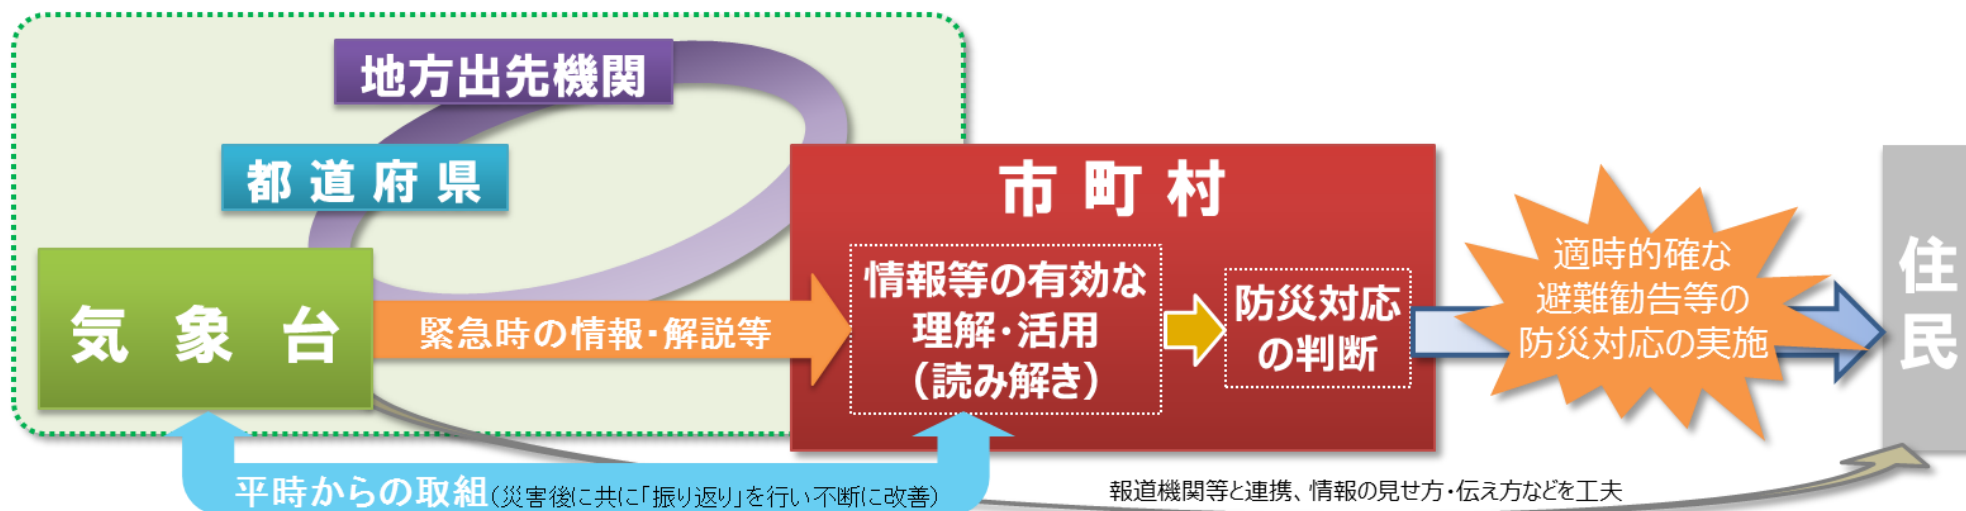 地方出先機関
都道府県
気象台
緊急時の情報・解説等
市町村
情報等の有効な
理解・活用
（読み解き）
防災対応
の判断
適時的確な
避難勧告等の
防災対応の実施
住民
平時からの取組(災害後に共に「振り返り」を行い不断に改善)
報道機関等と連携、情報の見せ方・伝え方などを工夫